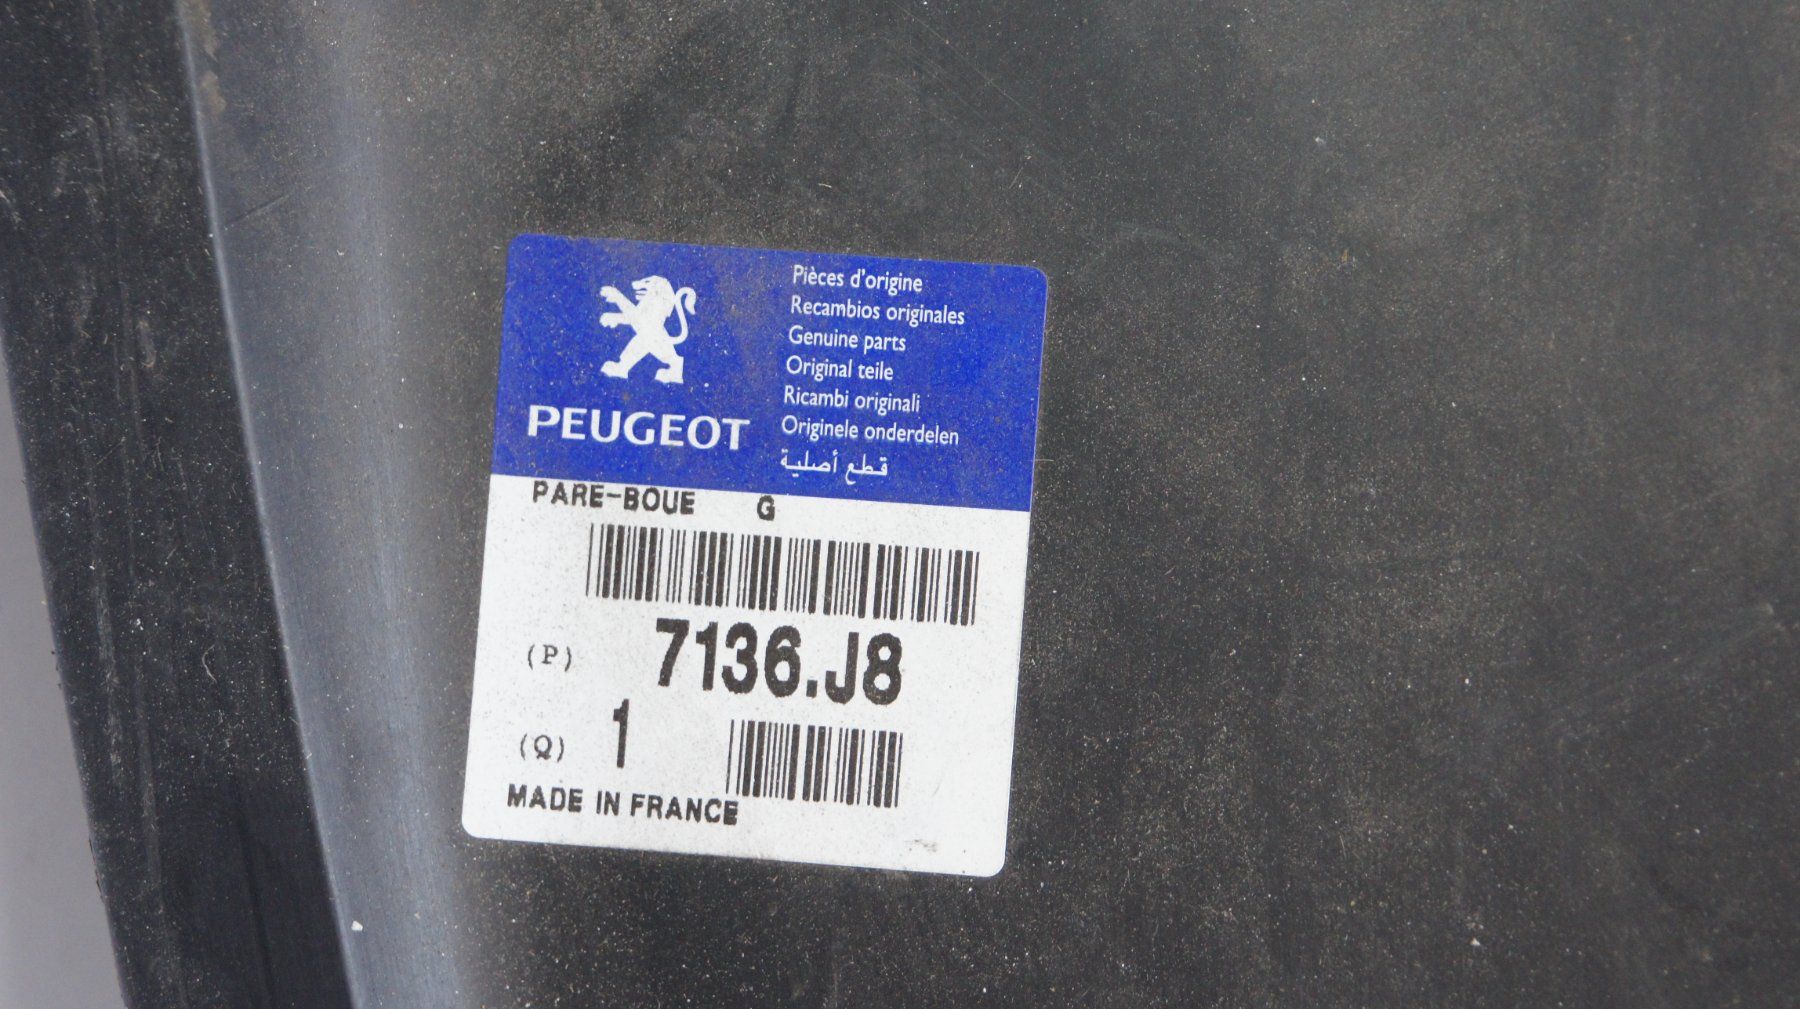 PEUGEOT
Pièces d'origine
Recambios originales
Genuine parts
Original teile
Ricambi originali
Originele onderdelen
قطع أصلية
PARE-BOUE G
(P) 7136.J8
(Q) 1
MADE IN FRANCE